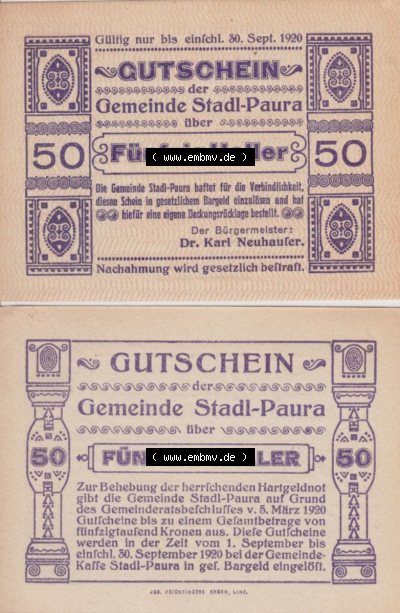 Gültig nur bis einſchl. 30. Sept. 1920
GUTSCHEIN
der
Gemeinde Stadl-Paura
über
50
( www.embmv.de )
50
Die Gemeinde Stadl-Paura haftet für die Verbindlichkeit,
dieſen Schein in geſetzlichem Bargeld einzulöſen und hat
hiefür eine eigene Deckungsrücklage beſtellt.
Der Bürgermeister:
Dr. Karl Neuhauſer.
Nachahmung wird geſetzlich beſtraft.
GUTSCHEIN
der
Gemeinde Stadl-Paura
über
50
( www.embmv.de )
50
Zur Behebung der herrſchenden Hartgeldnot
gibt die Gemeinde Stadl-Paura auf Grund
des Gemeinderatsbeſchluſſes v. 5. März 1920
Gutſcheine bis zu einem Geſamtbetrage von
fünfzigtauſend Kronen aus. Dieſe Gutſcheine
werden in der Zeit vom 1. September bis
einſchl. 30. September 1920 bei der Gemeinde-
Kaſſe Stadl-Paura in geſ. Bargeld eingelöſt.
JOS. FEICHTINGERS ERBEN, LINZ.